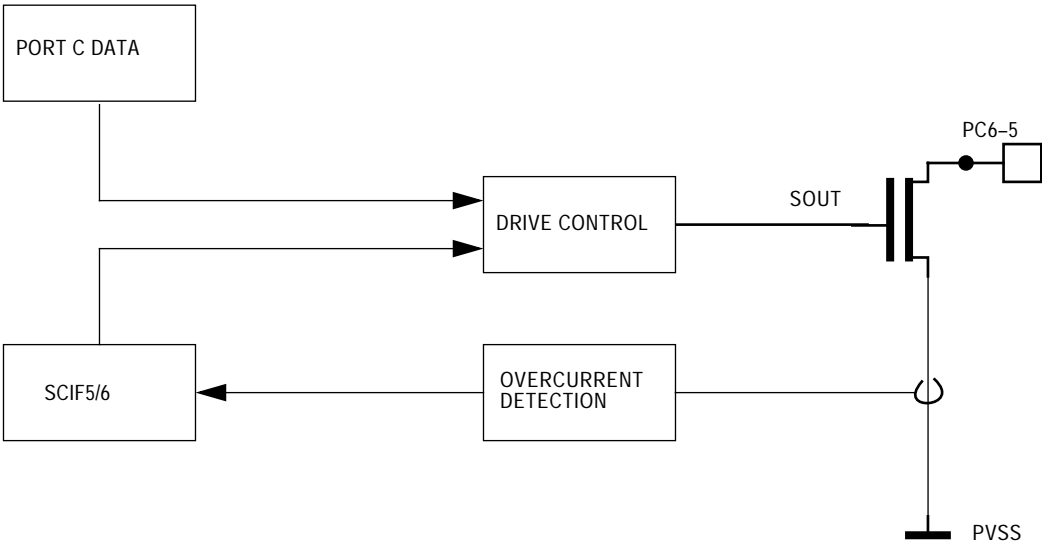 PORT C DATA
PC6–5
SOUT
DRIVE CONTROL
OVERCURRENT
DETECTION
SCIF5/6
PVSS